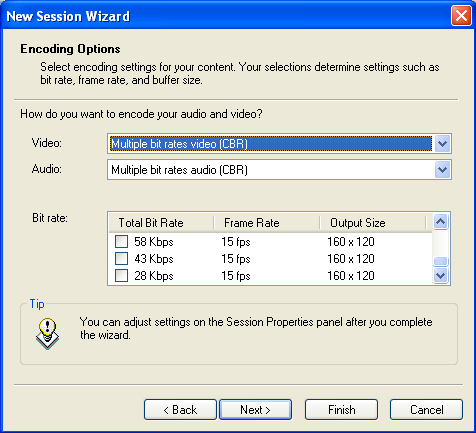 New Session Wizard
Encoding Options
Select encoding settings for your content. Your selections determine settings such as
bit rate, frame rate, and buffer size.
How do you want to encode your audio and video?
Video: Multiple bit rates video (CBR)
Audio: Multiple bit rates audio (CBR)
Bit rate: Total Bit Rate Frame Rate Output Size
58 Kbps 15 fps 160 x 120
43 Kbps 15 fps 160 x 120
28 Kbps 15 fps 160 x 120
Tip
You can adjust settings on the Session Properties panel after you complete
the wizard.
< Back Next > Finish Cancel